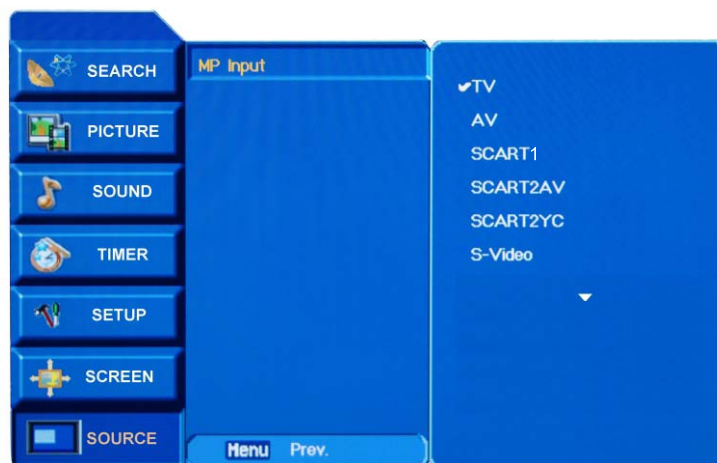 SEARCH
PICTURE
SOUND
TIMER
SETUP
SCREEN
SOURCE
MP Input
Menu Prev.
TV
AV
SCART1
SCART2AV
SCART2YC
S-Video